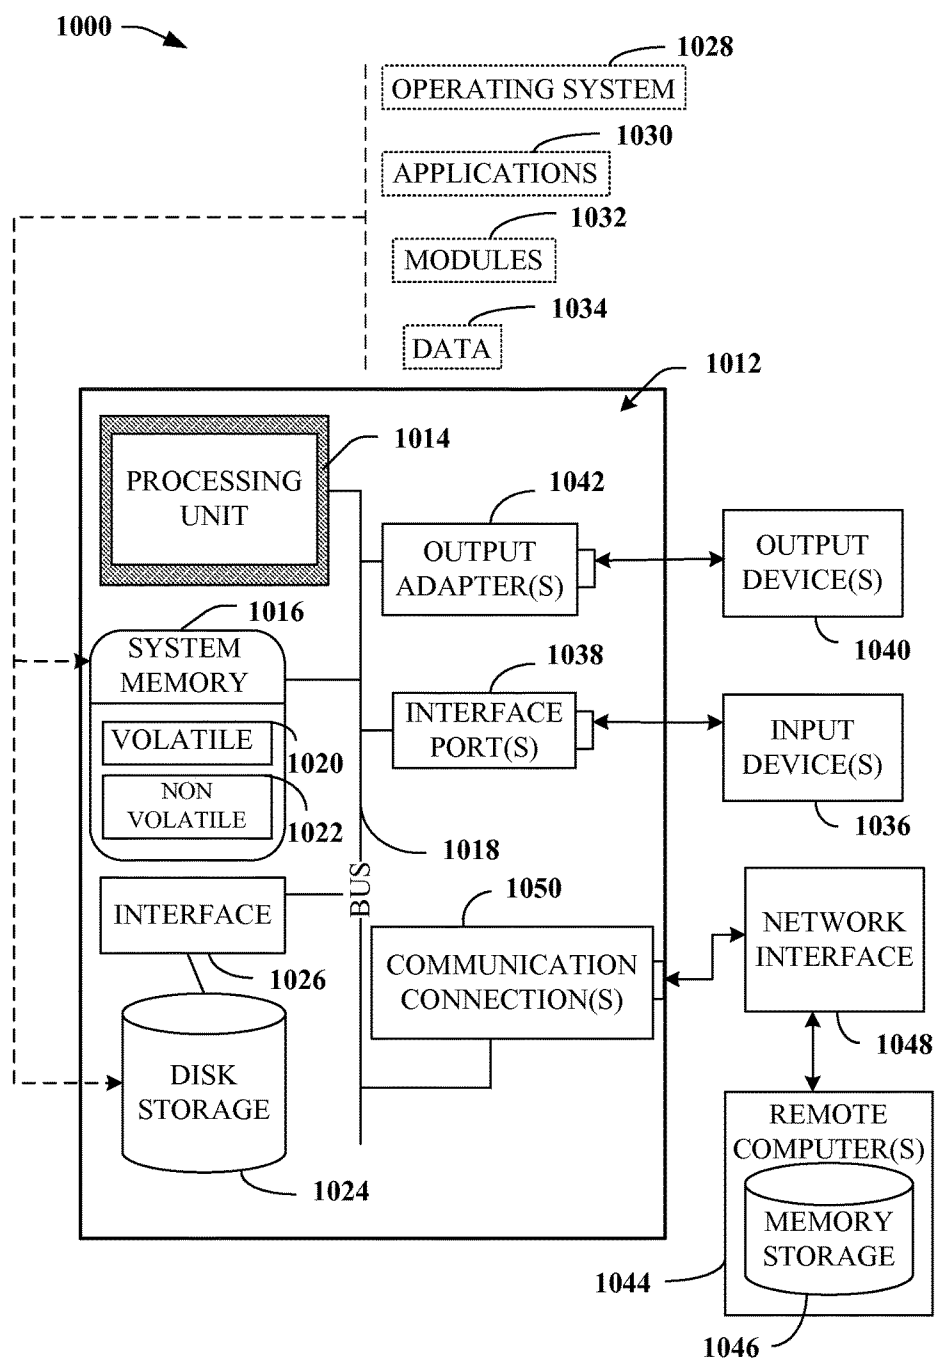 1000
1028
OPERATING SYSTEM
1030
APPLICATIONS
1032
MODULES
1034
DATA
1012
1014
PROCESSING
UNIT
1042
OUTPUT
ADAPTER(S)
OUTPUT
DEVICE(S)
1040
1016
SYSTEM
MEMORY
1038
INTERFACE
PORT(S)
INPUT
DEVICE(S)
1036
VOLATILE
1020
NON
VOLATILE
1022
1018
BUS
INTERFACE
1026
1050
COMMUNICATION
CONNECTION(S)
NETWORK
INTERFACE
1048
DISK
STORAGE
1024
REMOTE
COMPUTER(S)
MEMORY
STORAGE
1044
1046